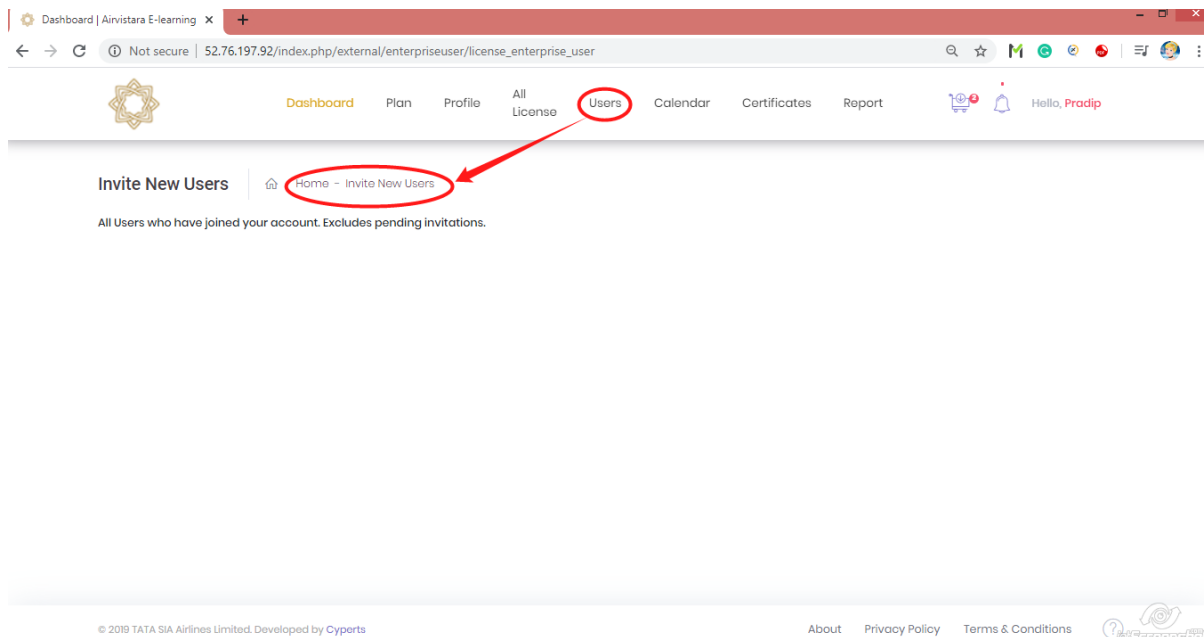 Dashboard | Airvistara E-learning
Not secure | 52.76.197.92/index.php/external/enterpriseuser/license_enterprise_user
Dashboard Plan Profile All License Users Calendar Certificates Report 2 Hello, Pradip
Invite New Users Home - Invite New Users
All Users who have joined your account. Excludes pending invitations.
© 2019 TATA SIA Airlines Limited. Developed by Cyperts About Privacy Policy Terms & Conditions